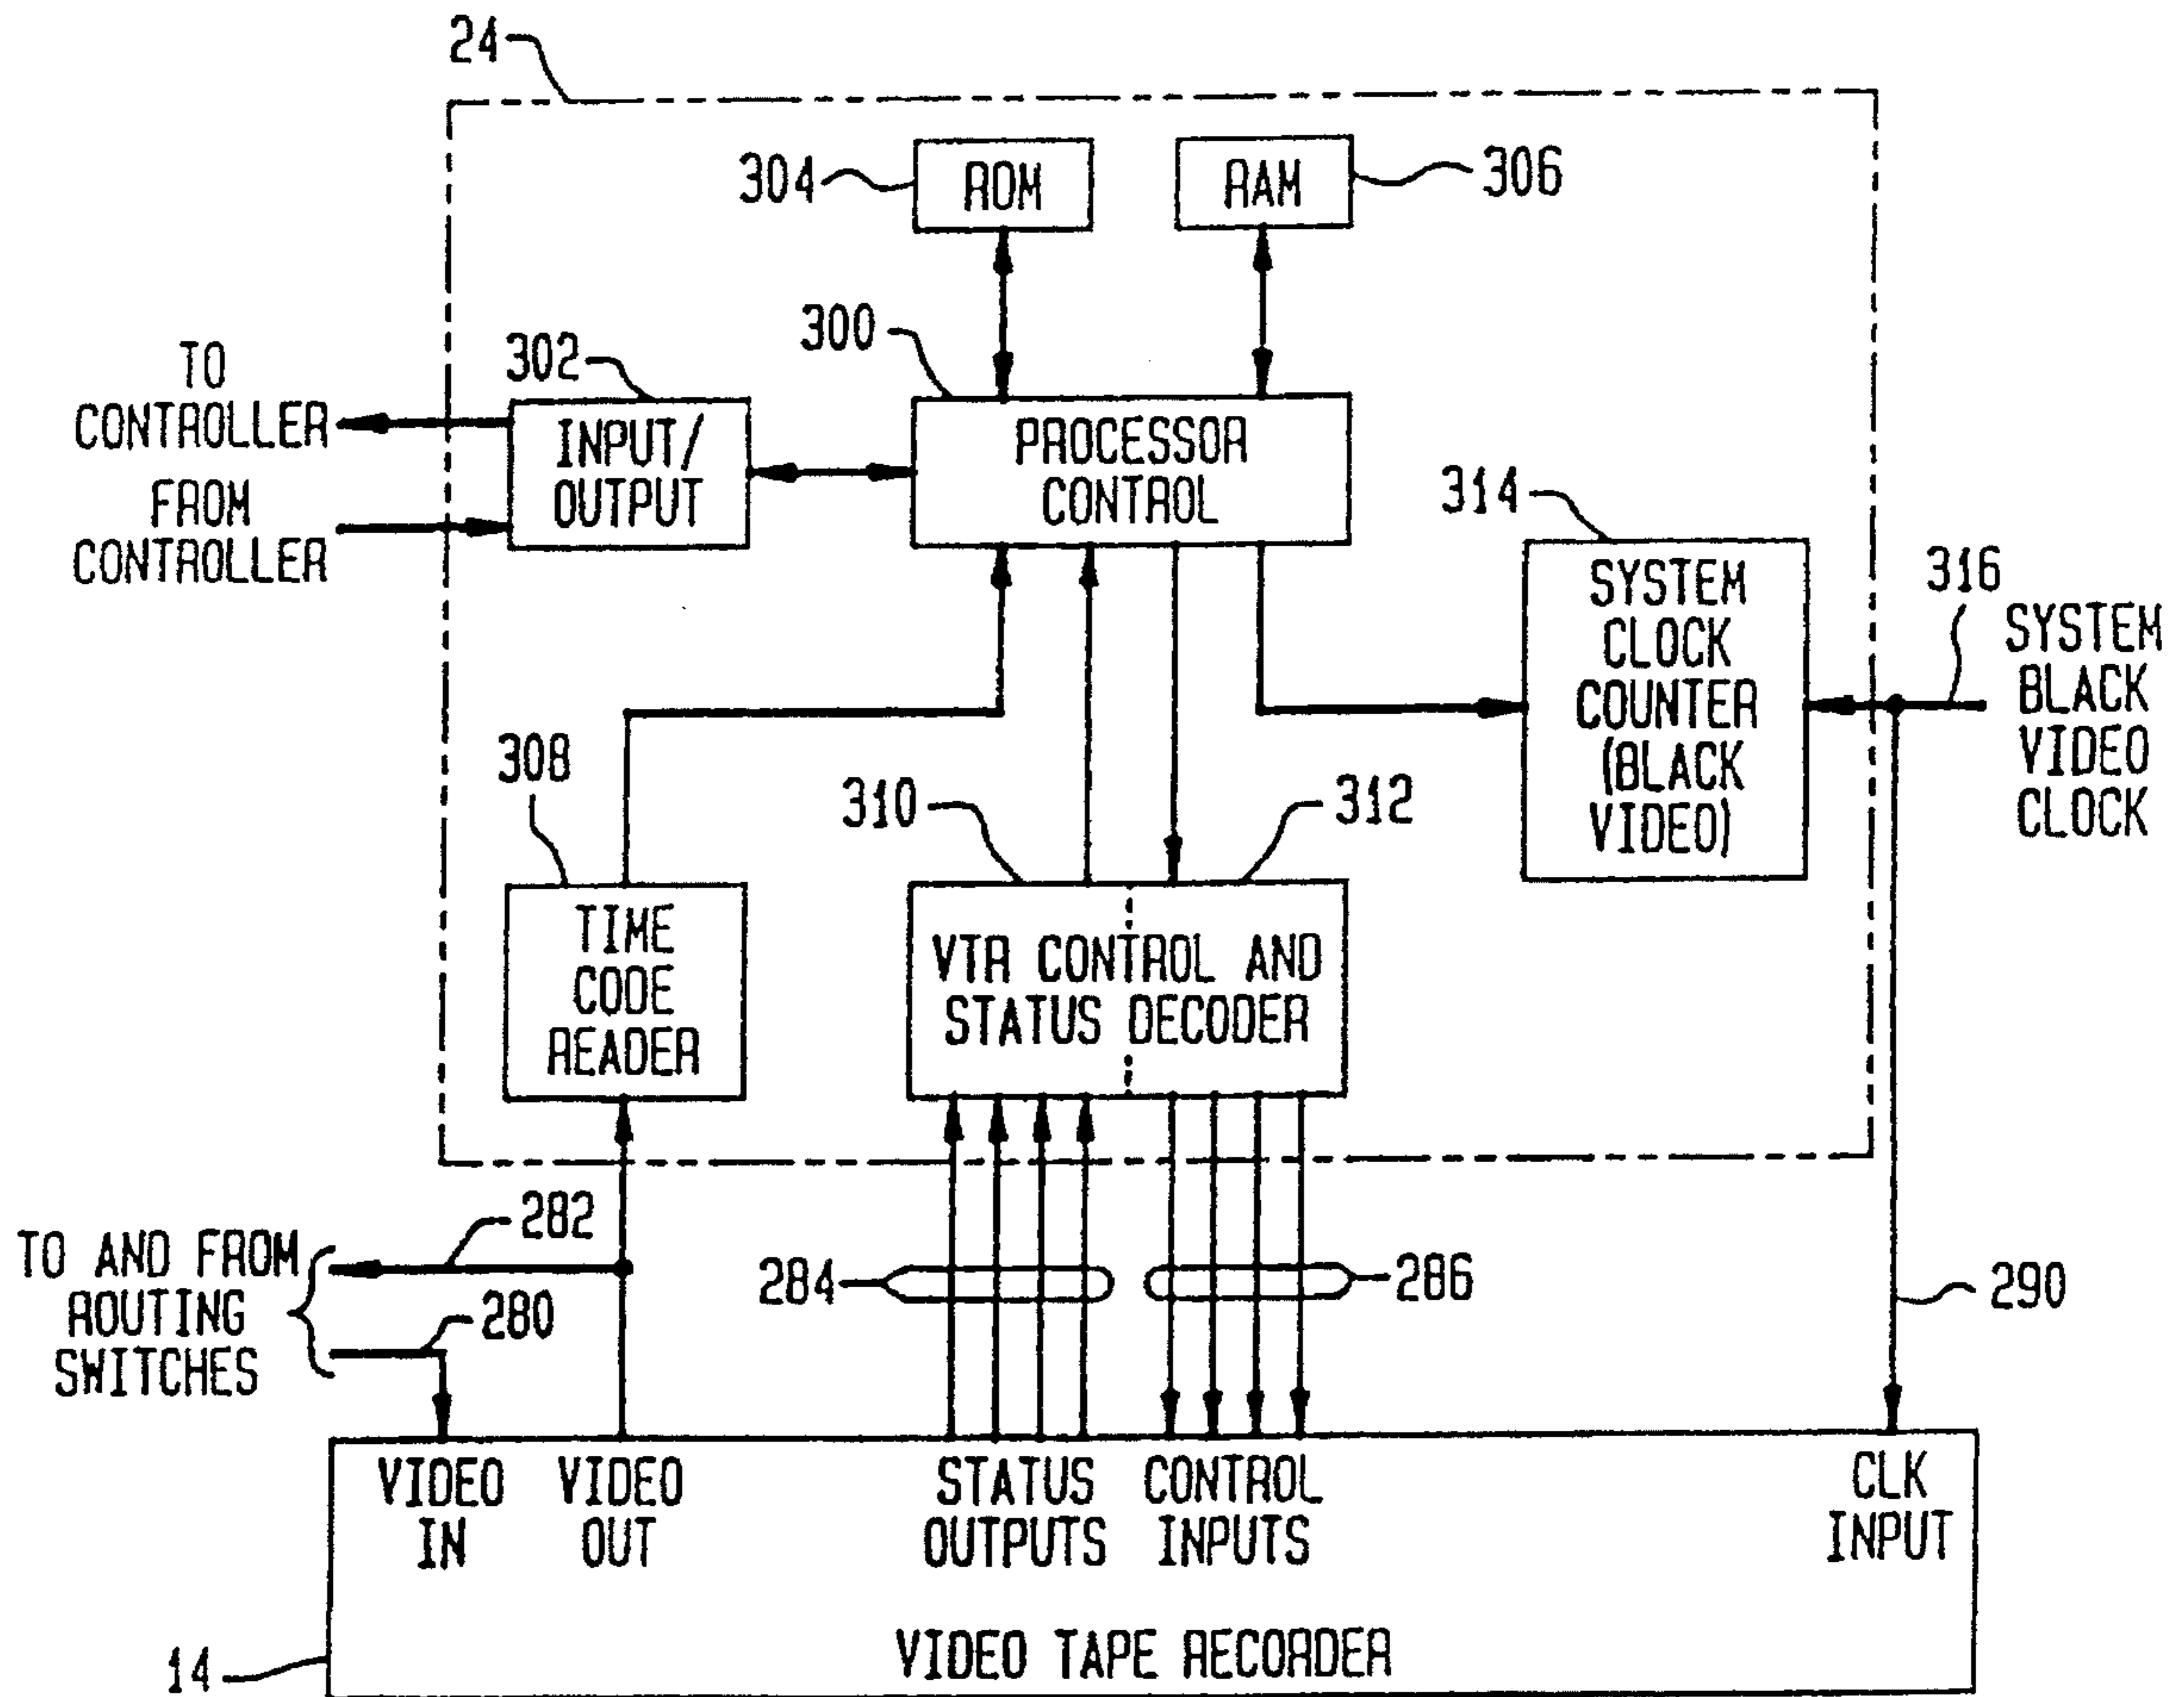 24
304
ROM
RAM
306
300
302
TO
CONTROLLER
FROM
CONTROLLER
INPUT/
OUTPUT
PROCESSOR
CONTROL
314
SYSTEM
CLOCK
COUNTER
(BLACK
VIDEO)
316
SYSTEM
BLACK
VIDEO
CLOCK
308
310
312
TIME
CODE
READER
VTR CONTROL AND
STATUS DECODER
282
TO AND FROM
ROUTING
SWITCHES
280
284
286
290
VIDEO
IN
VIDEO
OUT
STATUS
OUTPUTS
CONTROL
INPUTS
CLK
INPUT
14
VIDEO TAPE RECORDER